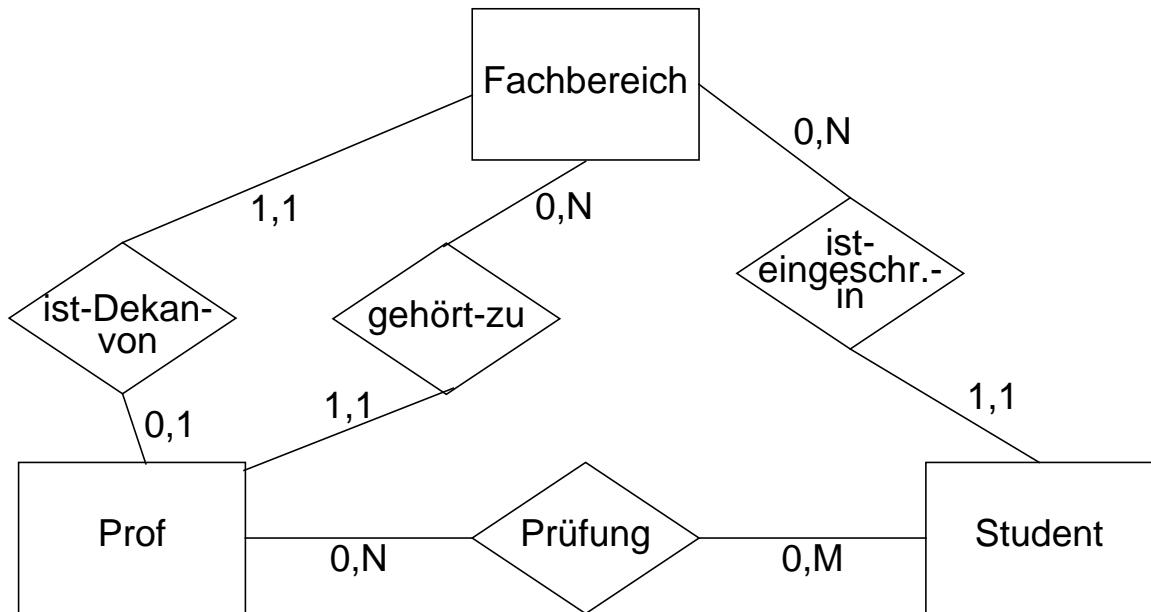 Fachbereich
0,N
1,1
0,N
ist-
eingeschr.-
in
ist-Dekan-
von
gehört-zu
0,1
1,1
1,1
Prof
Prüfung
Student
0,N
0,M